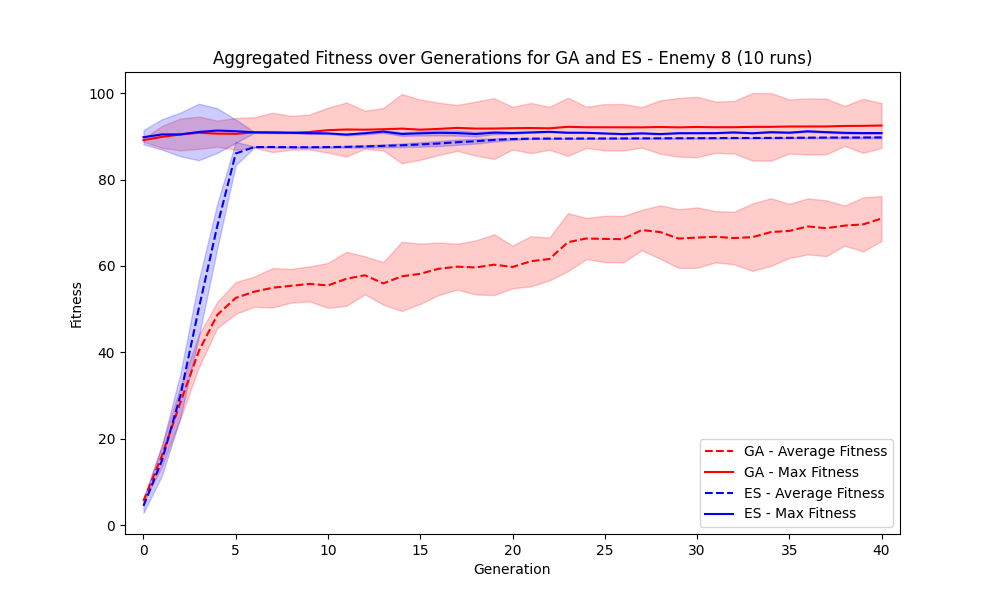 Aggregated Fitness over Generations for GA and ES - Enemy 8 (10 runs)
100
80
60
40
20
0
Fitness
0 5 10 15 20 25 30 35 40
Generation
GA - Average Fitness
GA - Max Fitness
ES - Average Fitness
ES - Max Fitness